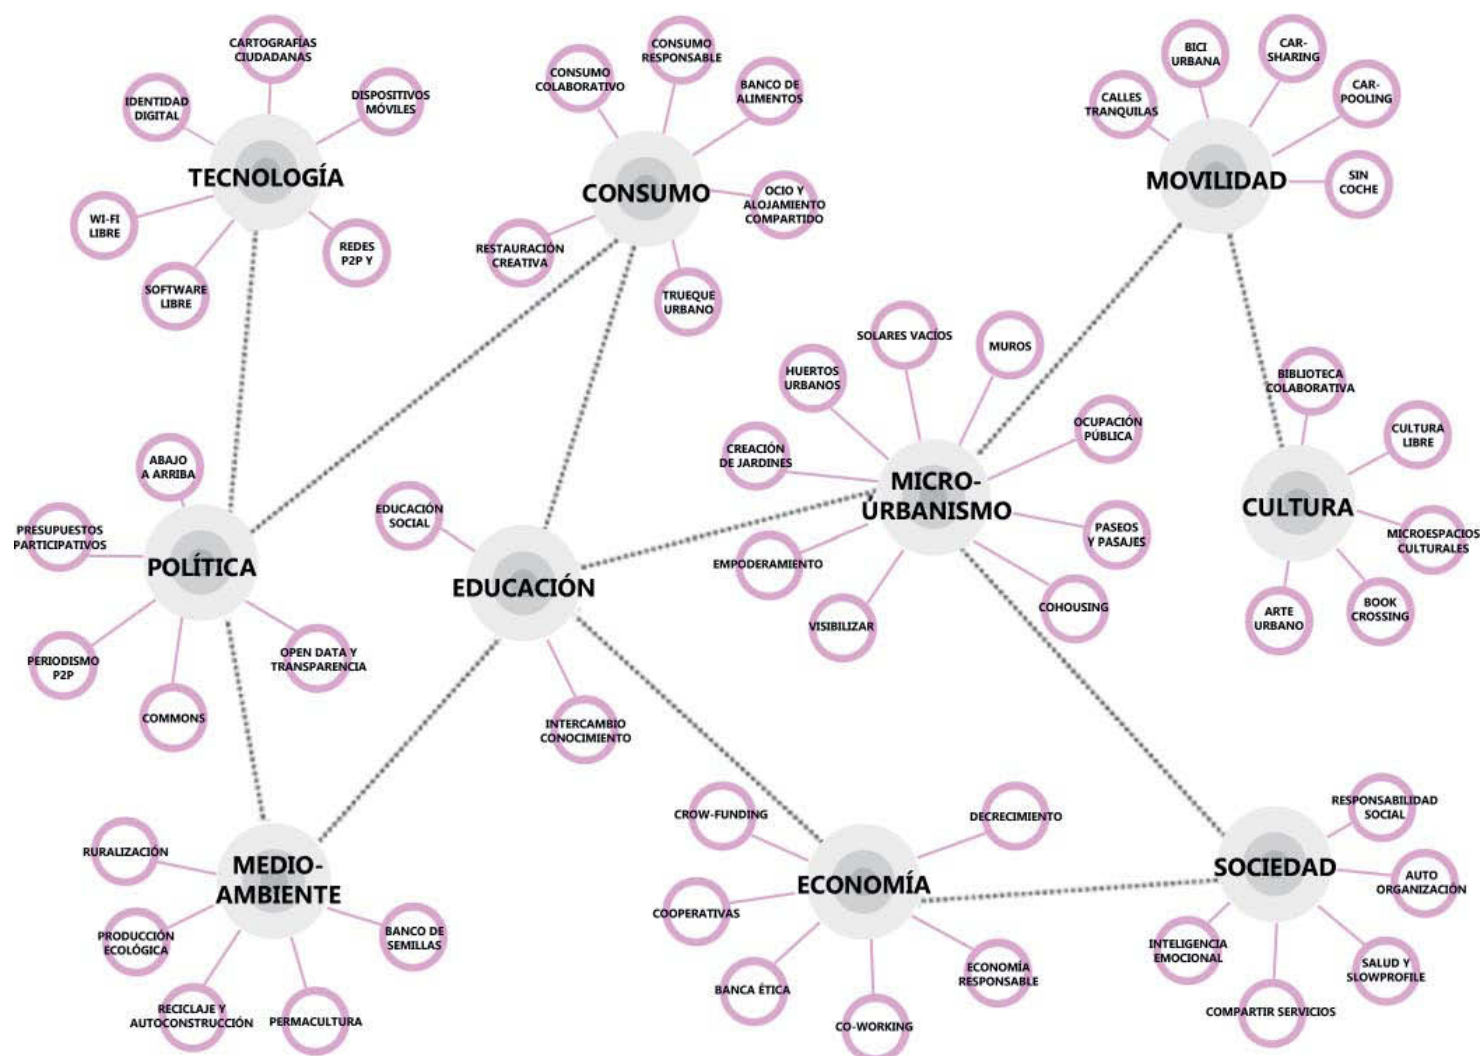 CARTOGRAFÍAS
CIUDADANAS
IDENTIDAD
DIGITAL
DISPOSITIVOS
MÓVILES
TECNOLOGÍA
WI-FI
LIBRE
SOFTWARE
LIBRE
REDES
P2P Y
CONSUMO
COLABORATIVO
CONSUMO
RESPONSABLE
BANCO DE
ALIMENTOS
CONSUMO
OCIO Y
ALOJAMIENTO
COMPARTIDO
RESTAURACIÓN
CREATIVA
TRUEQUE
URBANO
BICI
URBANA
CAR-
SHARING
CALLES
TRANQUILAS
CAR-
POOLING
MOVILIDAD
SIN
COCHE
SOLARES VACÍOS
MUROS
HUERTOS
URBANOS
OCUPACIÓN
PÚBLICA
CREACIÓN
DE JARDINES
MICRO-
URBANISMO
PASEOS
Y PASAJES
EMPODERAMIENTO
VISIBILIZAR
COHOUSING
BIBLIOTECA
COLABORATIVA
CULTURA
LIBRE
CULTURA
MICROESPACIOS
CULTURALES
ARTE
URBANO
BOOK
CROSSING
ABAJO
A ARRIBA
PRESUPUESTOS
PARTICIPATIVOS
POLÍTICA
PERIODISMO
P2P
OPEN DATA Y
TRANSPARENCIA
COMMONS
EDUCACIÓN
SOCIAL
EDUCACIÓN
INTERCAMBIO
CONOCIMIENTO
RURALIZACIÓN
MEDIO-
AMBIENTE
PRODUCCIÓN
ECOLÓGICA
BANCO DE
SEMILLAS
RECICLAJE Y
AUTOCONSTRUCCIÓN
PERMACULTURA
CROW-FUNDING
DECRECIMIENTO
ECONOMÍA
COOPERATIVAS
BANCA ÉTICA
ECONOMÍA
RESPONSABLE
CO-WORKING
RESPONSABILIDAD
SOCIAL
SOCIEDAD
AUTO
ORGANIZACIÓN
INTELIGENCIA
EMOCIONAL
SALUD Y
SLOWPROFILE
COMPARTIR SERVICIOS